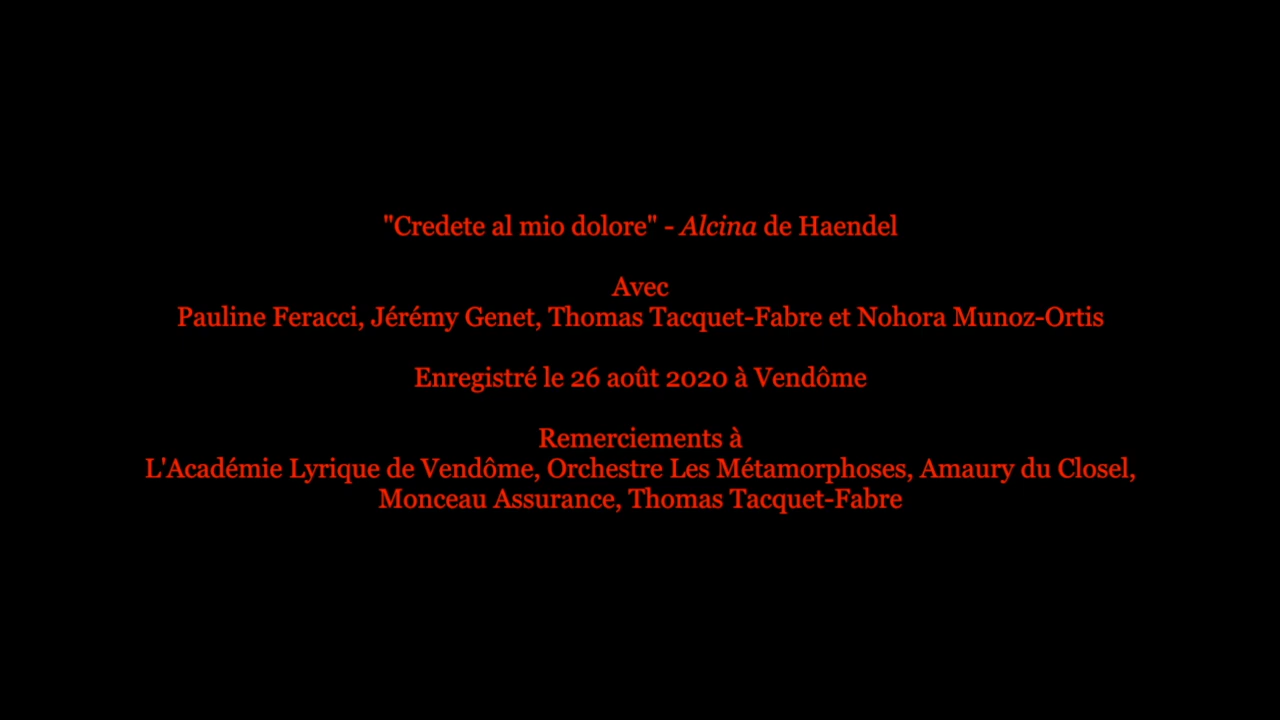 "Credete al mio dolore" - Alcina de Haendel
Avec
Pauline Feracci, Jérémy Genet, Thomas Tacquet-Fabre et Nohora Munoz-Ortis
Enregistré le 26 août 2020 à Vendôme
Remerciements à
L'Académie Lyrique de Vendôme, Orchestre Les Métamorphoses, Amaury du Closel,
Monceau Assurance, Thomas Tacquet-Fabre